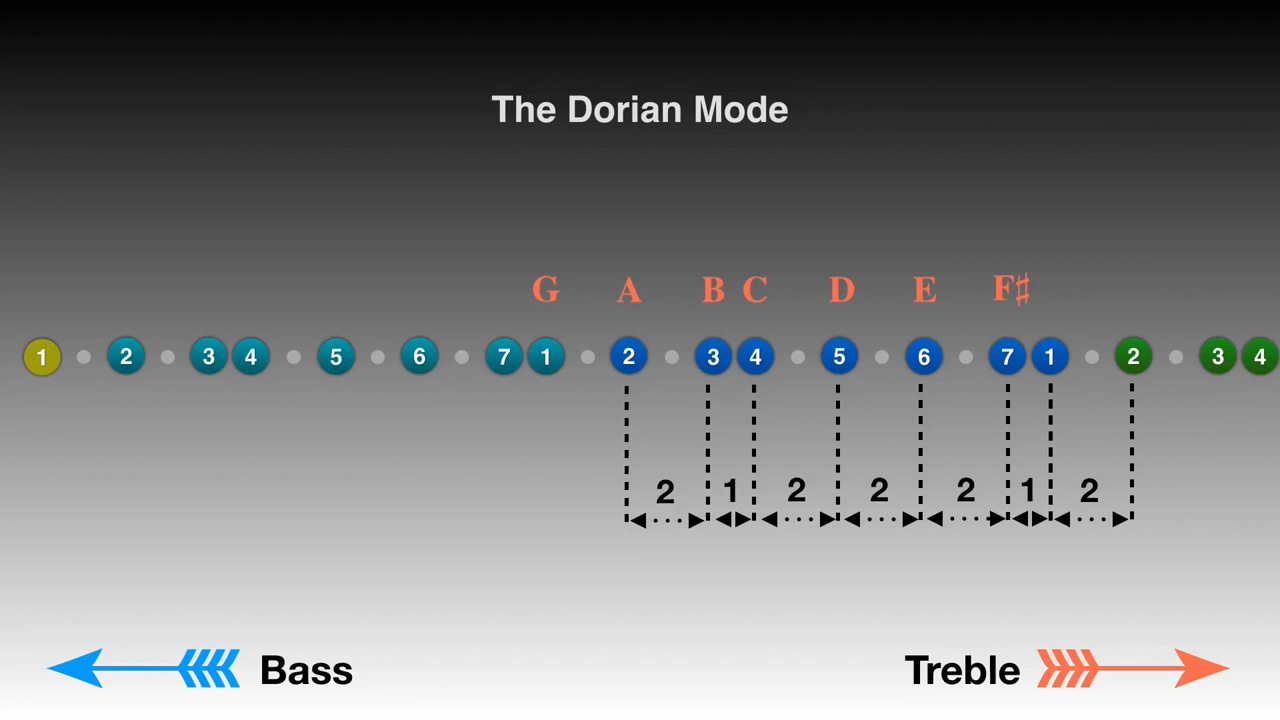 The Dorian Mode
G A B C D E F♯
1 2 3 4 5 6 7 1 2 3 4 5 6 7 1 2 3 4
2 1 2 2 2 1 2
Bass Treble